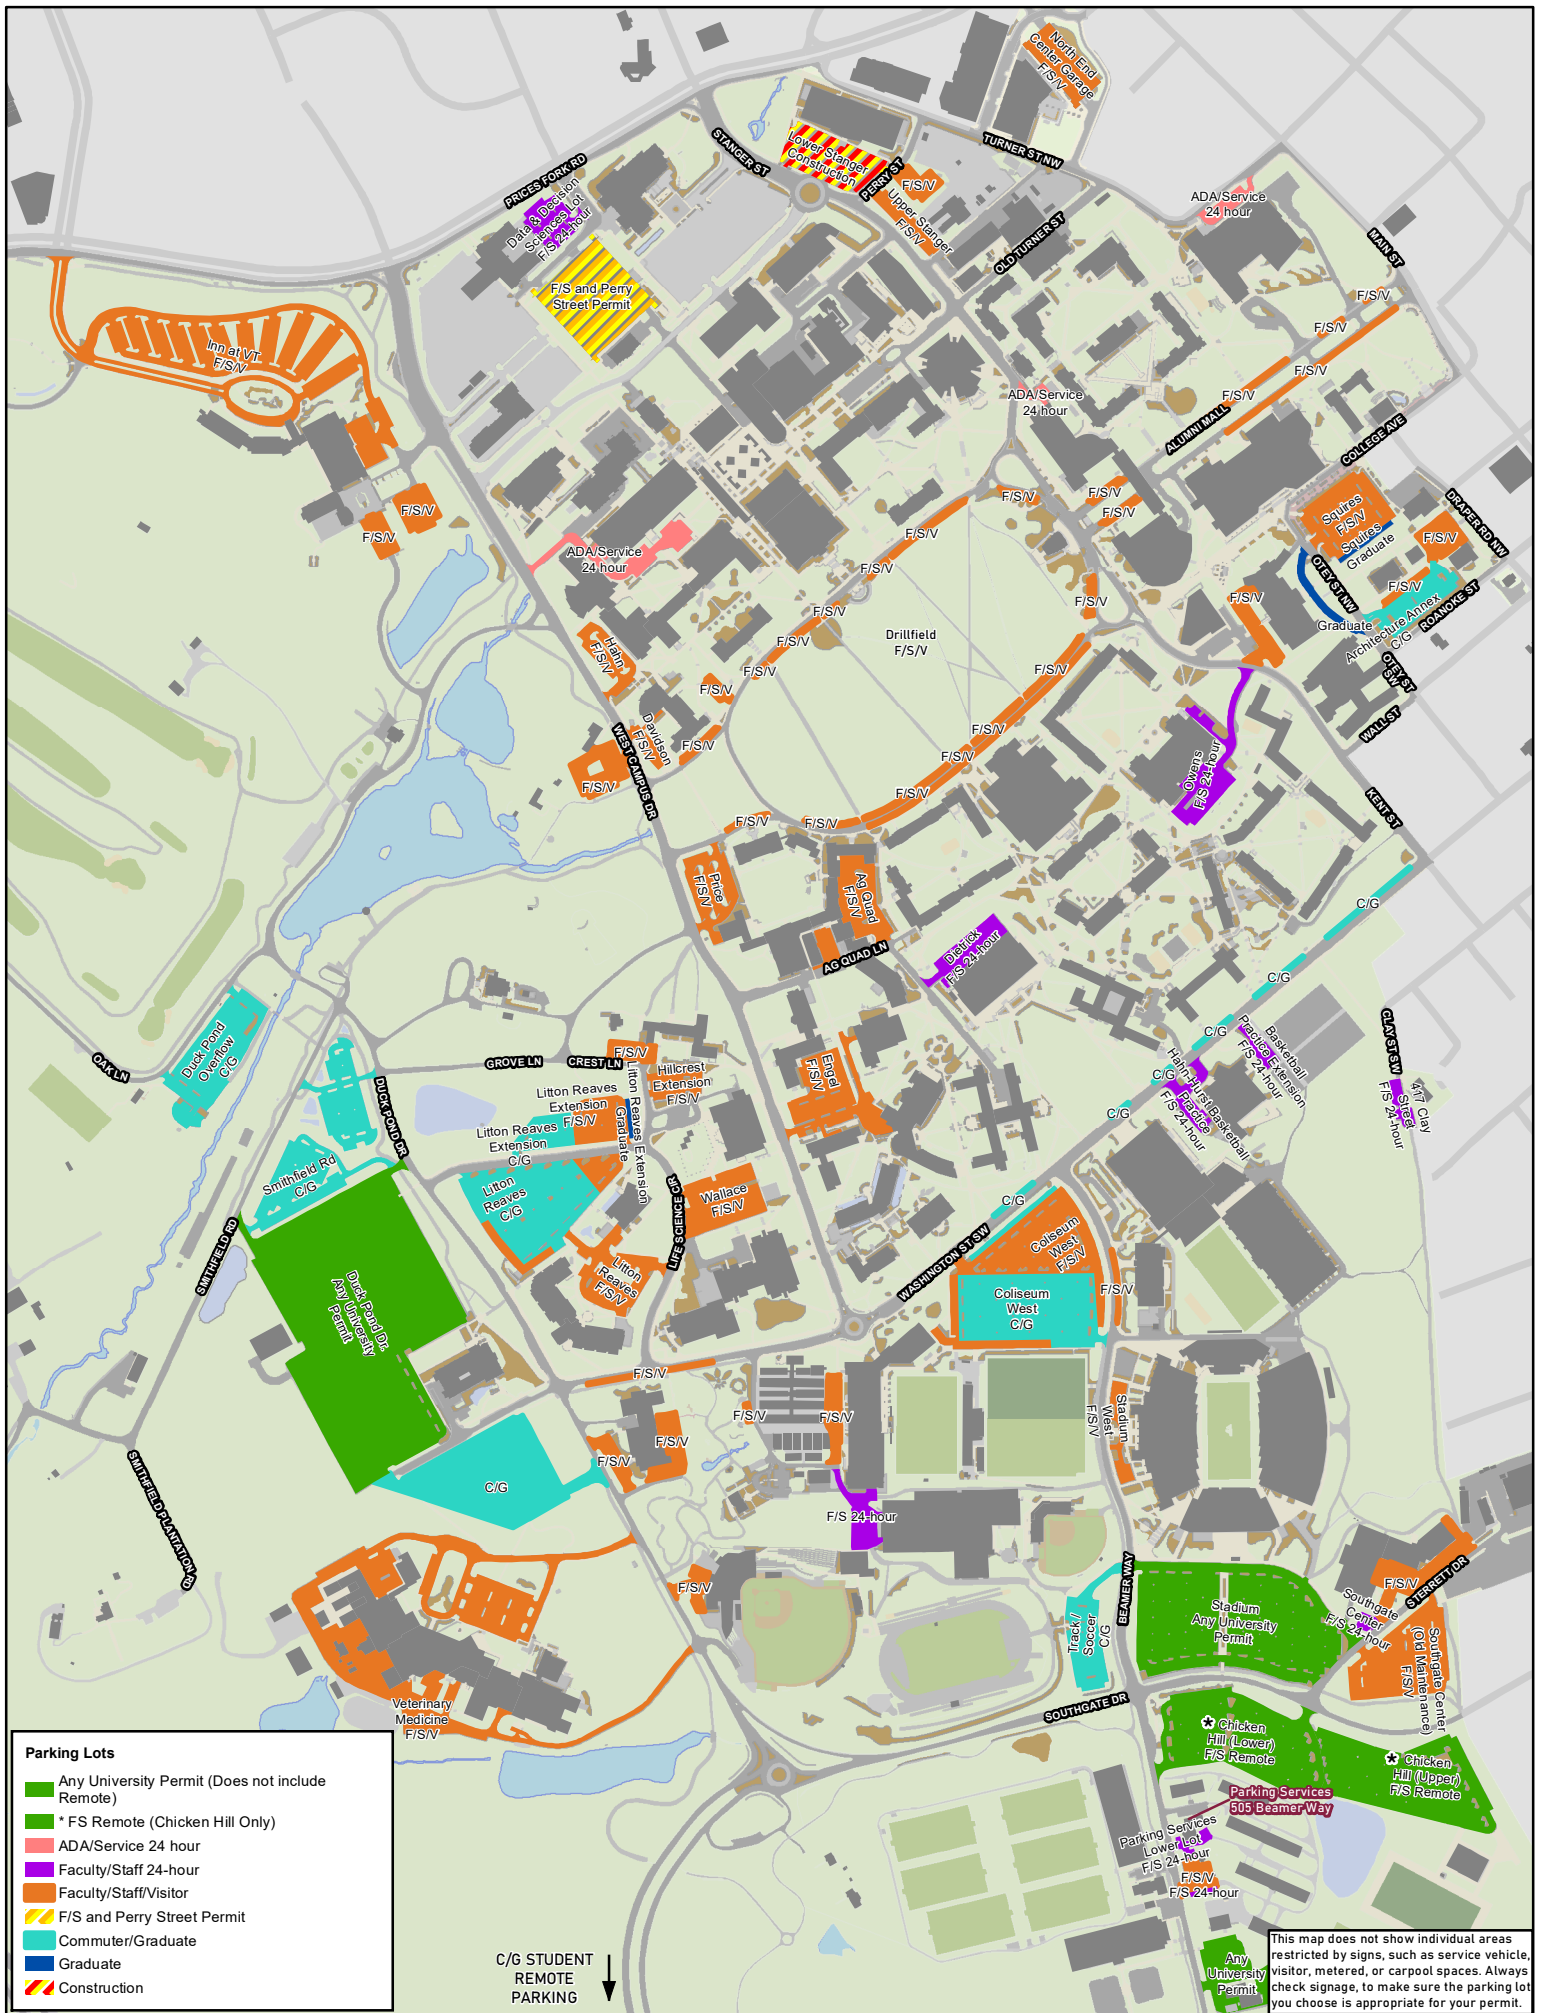 North End
Center Garage
F/S/V
TURNER ST NW
STANGER ST
Lower Stanger
Construction
PERRY ST
F/S/V
Upper Stanger
F/S/V
OLD TURNER ST
ADA/Service
24 hour
MAIN ST
PRICES FORK RD
Data & Decision
Sciences Lot
F/S 24-hour
F/S and Perry
Street Permit
Inn at VT
F/S/V
F/S/V
F/S/V
F/S/V
F/S/V
F/S/V
F/S/V
ADA/Service
24 hour
ALUMNI MALL
COLLEGE AVE
DRAPER RD NW
F/S/V
F/S/V
F/S/V
F/S/V
Squires
F/S/V
Squires
Graduate
F/S/V
F/S/V
OTEY ST NW
Graduate
Architecture Annex
C/G
ROANOKE ST
OTEY ST
SW
WALL ST
ADA/Service
24 hour
F/S/V
F/S/V
F/S/V
F/S/V
F/S/V
F/S/V
F/S/V
Drillfield
F/S/V
Hahn
F/S/V
F/S/V
Davidson
F/S/V
F/S/V
F/S/V
WEST CAMPUS DR
F/S/V
F/S/V
F/S/V
F/S/V
F/S/V
F/S/V
Owens
F/S 24-hour
KENT ST
Price
F/S/V
Ag Quad
F/S/V
AG QUAD LN
Dietrick
F/S 24-hour
C/G
C/G
C/G
C/G
C/G
Basketball
Practice Extension
F/S 24-hour
Hahn-Hurst Basketball
Practice
F/S 24-hour
CLAY ST SW
417 Clay
Street
F/S 24-hour
OAK LN
Duck Pond
Overflow
C/G
DUCK POND DR
GROVE LN
CREST LN
F/S/V
Hillcrest
Extension
F/S/V
Litton Reaves
Extension
F/S/V
Litton Reaves Extension
Graduate
Litton Reaves
Extension
C/G
Engel
F/S/V
Smithfield Rd
C/G
Litton
Reaves
C/G
Wallace
F/S/V
LIFE SCIENCE CIR
Litton
Reaves
F/S/V
SMITHFIELD RD
Duck Pond Dr.
Any University
Permit
C/G
WASHINGTON ST SW
Coliseum
West
F/S/V
Coliseum
West
C/G
F/S/V
F/S/V
F/S/V
F/S/V
F/S/V
F/S/V
Stadium
West
F/S/V
C/G
F/S 24-hour
SMITHFIELD PLANTATION RD
F/S/V
Veterinary
Medicine
F/S/V
BEAMER WAY
Track /
Soccer
C/G
Stadium
Any University
Permit
F/S/V
STERRETT DR
Southgate
Center
F/S 24-hour
Southgate Center
(Old Maintenance)
F/S/V
SOUTHGATE DR
* Chicken
Hill (Lower)
F/S Remote
* Chicken
Hill (Upper)
F/S Remote
Parking Services
505 Beamer Way
Parking Services
Lower Lot
F/S 24-hour
F/S/V
F/S 24-hour
Any
University
Permit
C/G STUDENT
REMOTE
PARKING
Parking Lots
Any University Permit (Does not include
Remote)
* FS Remote (Chicken Hill Only)
ADA/Service 24 hour
Faculty/Staff 24-hour
Faculty/Staff/Visitor
F/S and Perry Street Permit
Commuter/Graduate
Graduate
Construction
This map does not show individual areas
restricted by signs, such as service vehicle,
visitor, metered, or carpool spaces. Always
check signage, to make sure the parking lot
you choose is appropriate for your permit.